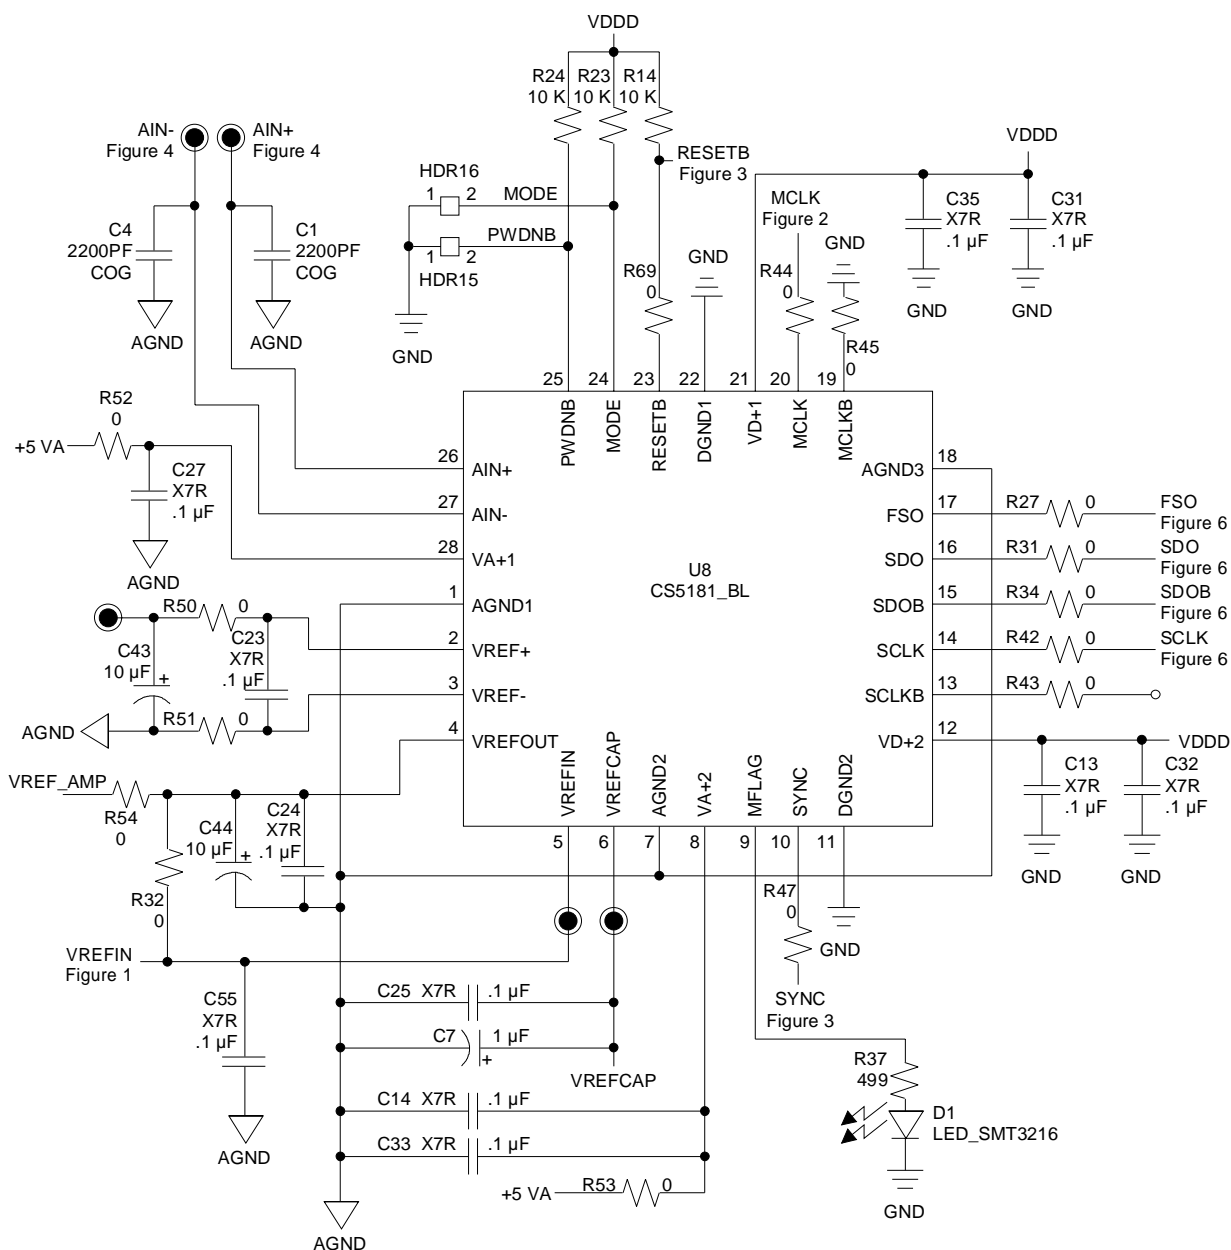 VDDD
R24
10 K
R23
10 K
R14
10 K
AIN-
Figure 4
AIN+
Figure 4
RESETB
Figure 3
VDDD
HDR16
1
2
MODE
PWDNB
1
2
HDR15
GND
C4
2200PF
COG
AGND
C1
2200PF
COG
AGND
MCLK
Figure 2
C35
X7R
.1 µF
GND
C31
X7R
.1 µF
GND
R69
0
GND
R44
0
GND
R45
0
25
24
23
22
21
20
19
PWDNB
MODE
RESETB
DGND1
VD+1
MCLK
MCLKB
R52
0
+5 VA
C27
X7R
.1 µF
AGND
26
AIN+
27
AIN-
28
VA+1
1
AGND1
2
VREF+
3
VREF-
4
VREFOUT
U8
CS5181_BL
18
AGND3
17
FSO
R27
0
FSO
Figure 6
16
SDO
R31
0
SDO
Figure 6
15
SDOB
R34
0
SDOB
Figure 6
14
SCLK
R42
0
SCLK
Figure 6
13
SCLKB
R43
0
12
VD+2
VDDD
C13
X7R
.1 µF
GND
C32
X7R
.1 µF
GND
R50
0
C43
10 µF
+
C23
X7R
.1 µF
AGND
R51
0
VREF_AMP
R54
0
C44
10 µF
+
C24
X7R
.1 µF
R32
0
VREFIN
Figure 1
VREFIN
VREFCAP
AGND2
VA+2
MFLAG
SYNC
DGND2
5
6
7
8
9
10
11
R47
0
GND
SYNC
Figure 3
C55
X7R
.1 µF
AGND
C25 X7R
.1 µF
C7
1 µF
+
VREFCAP
C14 X7R
.1 µF
C33 X7R
.1 µF
+5 VA
R53
0
AGND
R37
499
D1
LED_SMT3216
GND